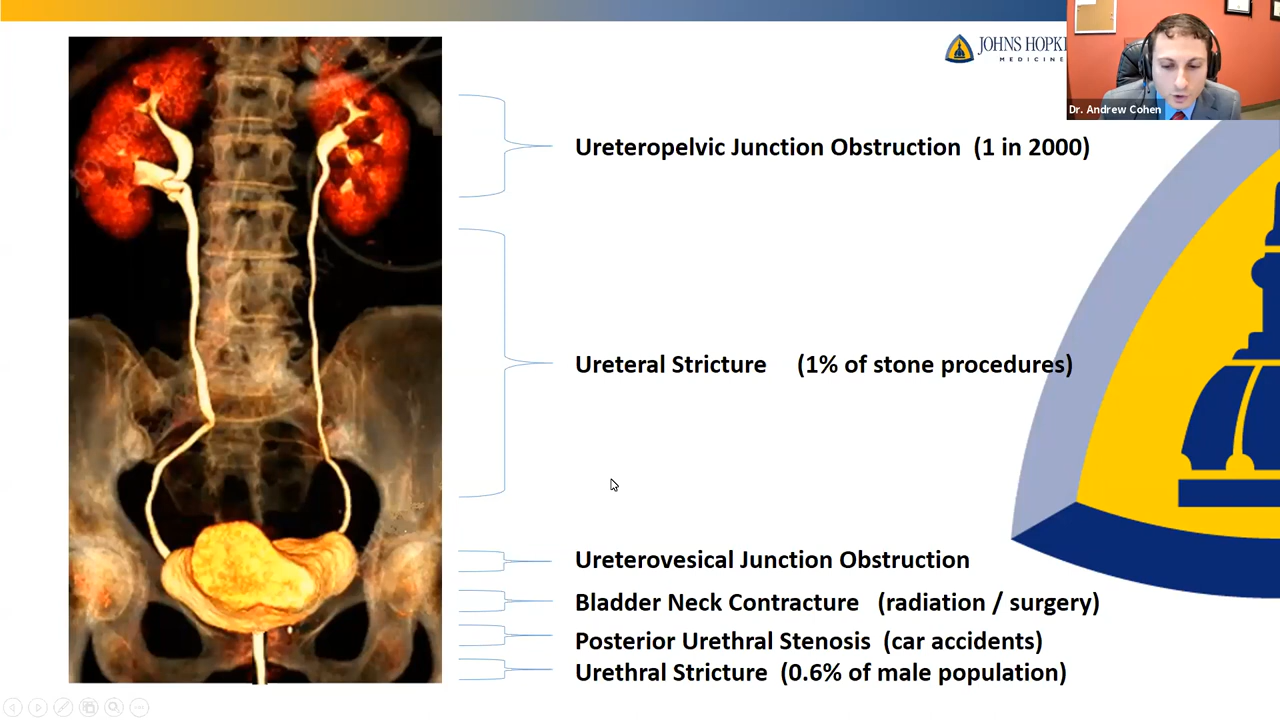 JOHNS HOPKI
MEDICINE
Dr. Andrew Cohen
Ureteropelvic Junction Obstruction (1 in 2000)
Ureteral Stricture (1% of stone procedures)
Ureterovesical Junction Obstruction
Bladder Neck Contracture (radiation / surgery)
Posterior Urethral Stenosis (car accidents)
Urethral Stricture (0.6% of male population)